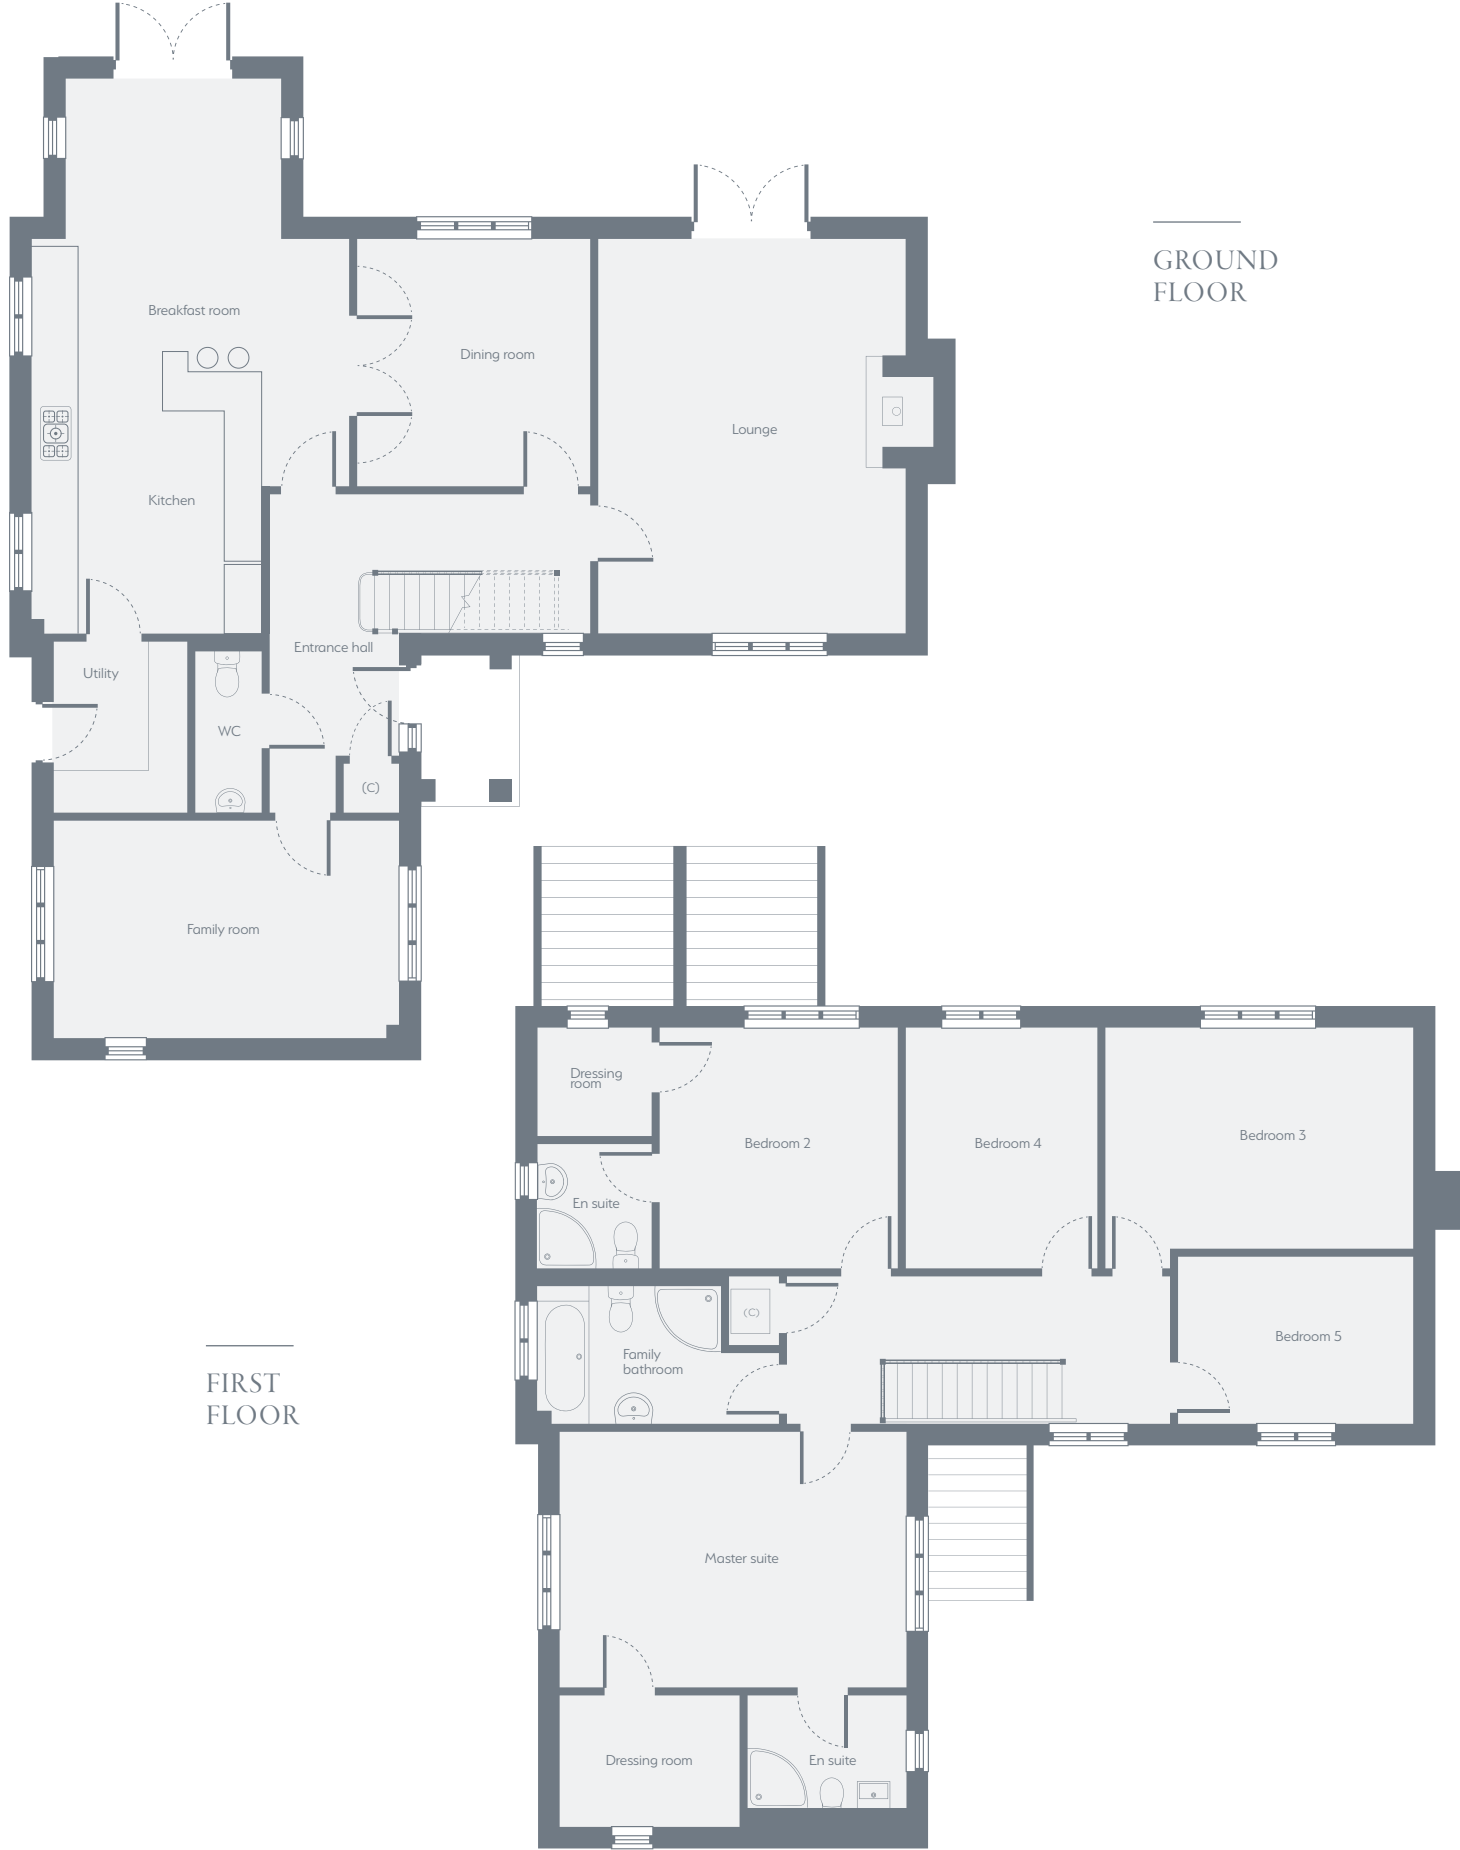 GROUND
FLOOR
Breakfast room
Dining room
Lounge
Kitchen
Entrance hall
Utility
WC
(C)
Family room
FIRST
FLOOR
Dressing
room
Bedroom 2
Bedroom 4
Bedroom 3
En suite
(C)
Family
bathroom
Bedroom 5
Master suite
Dressing room
En suite